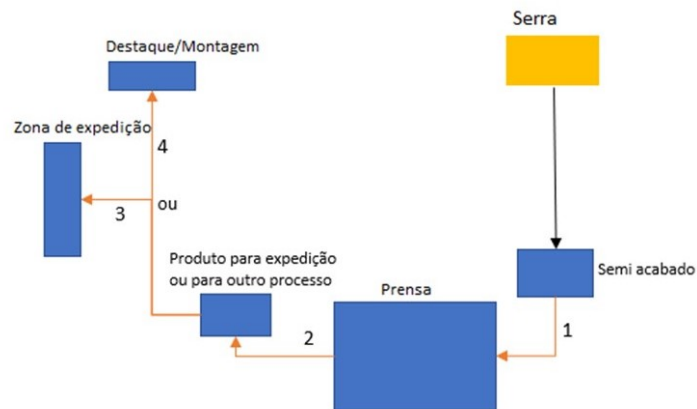 Serra
Destaque/Montagem
Zona de expedição
4
3
ou
Produto para expedição
ou para outro processo
Prensa
Semi acabado
2
1